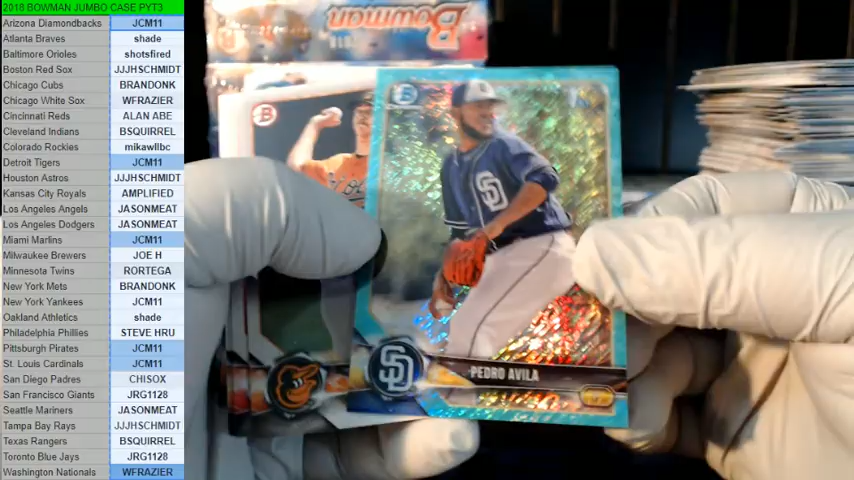 2018 BOWMAN JUMBO CASE PYT3
Arizona Diamondbacks JCM11
Atlanta Braves shade
Baltimore Orioles shotsfired
Boston Red Sox JJJHSCHMIDT
Chicago Cubs BRANDONK
Chicago White Sox WFRAZIER
Cincinnati Reds ALAN ABE
Cleveland Indians BSQUIRREL
Colorado Rockies mikawllbc
Detroit Tigers JCM11
Houston Astros JJJHSCHMIDT
Kansas City Royals AMPLIFIED
Los Angeles Angels JASONMEAT
Los Angeles Dodgers JASONMEAT
Miami Marlins JCM11
Milwaukee Brewers JOE H
Minnesota Twins RORTEGA
New York Mets BRANDONK
New York Yankees JCM11
Oakland Athletics shade
Philadelphia Phillies STEVE HRU
Pittsburgh Pirates JCM11
St. Louis Cardinals JCM11
San Diego Padres CHISOX
San Francisco Giants JRG1128
Seattle Mariners JASONMEAT
Tampa Bay Rays JJJHSCHMIDT
Texas Rangers BSQUIRREL
Toronto Blue Jays JRG1128
Washington Nationals WFRAZIER
Bowman
B
SD
SD
PEDRO AVILA